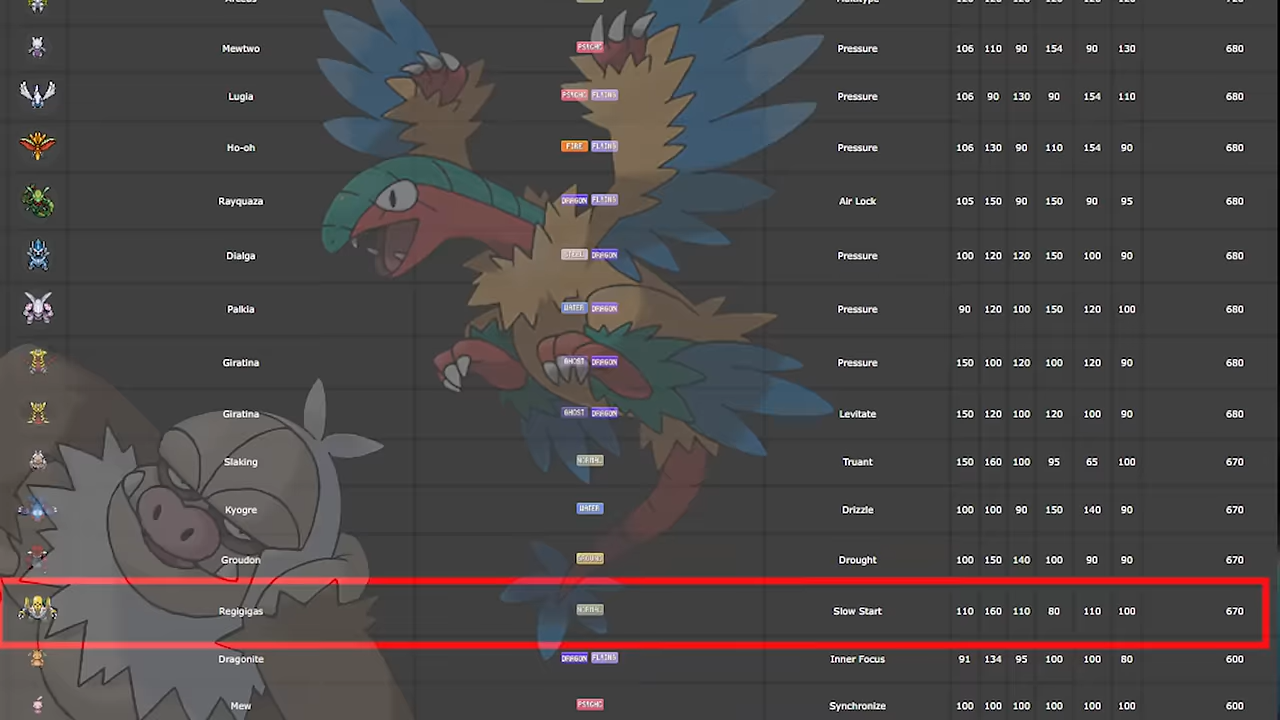 Mewtwo PSYCHC Pressure 106 110 90 154 90 130 680
Lugia PSYCHC FLYING Pressure 106 90 130 90 154 110 680
Ho-oh FIRE FLYING Pressure 106 130 90 110 154 90 680
Rayquaza DRAGON FLYING Air Lock 105 150 90 150 90 95 680
Dialga STEEL DRAGON Pressure 100 120 120 150 100 90 680
Palkia WATER DRAGON Pressure 90 120 100 150 120 100 680
Giratina GHOST DRAGON Pressure 150 100 120 100 120 90 680
Giratina GHOST DRAGON Levitate 150 120 100 120 100 90 680
Slaking NORMAL Truant 150 160 100 95 65 100 670
Kyogre WATER Drizzle 100 100 90 150 140 90 670
Groudon GROUND Drought 100 150 140 100 90 90 670
Regigigas NORMAL Slow Start 110 160 110 80 110 100 670
Dragonite DRAGON FLYING Inner Focus 91 134 95 100 100 80 600
Mew PSYCHC Synchronize 100 100 100 100 100 100 600